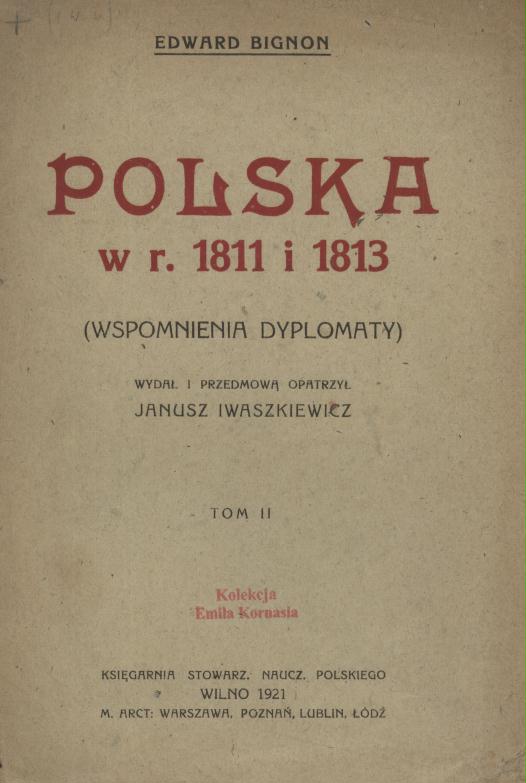 EDWARD BIGNON
POLSKA
w r. 1811 i 1813
(WSPOMNIENIA DYPLOMATY)
WYDAŁ I PRZEDMOWĄ OPATRZYŁ
JANUSZ IWASZKIEWICZ
TOM II
Kolekcja
Emila Kornasia
KSIĘGARNIA STOWARZ. NAUCZ. POLSKIEGO
WILNO 1921
M. ARCT: WARSZAWA, POZNAŃ, LUBLIN, ŁÓDŹ